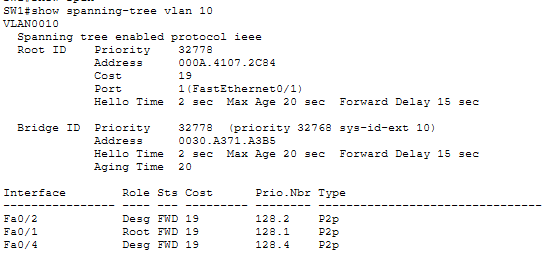 SW1#show spanning-tree vlan 10
VLAN0010
  Spanning tree enabled protocol ieee
  Root ID    Priority    32778
             Address     000A.4107.2C84
             Cost        19
             Port        1(FastEthernet0/1)
             Hello Time  2 sec  Max Age 20 sec  Forward Delay 15 sec

  Bridge ID  Priority    32778  (priority 32768 sys-id-ext 10)
             Address     0030.A371.A3B5
             Hello Time  2 sec  Max Age 20 sec  Forward Delay 15 sec
             Aging Time  20

Interface        Role Sts Cost      Prio.Nbr Type
---------------- ---- --- --------- -------- --------------------------------
Fa0/2            Desg FWD 19        128.2    P2p
Fa0/1            Root FWD 19        128.1    P2p
Fa0/4            Desg FWD 19        128.4    P2p